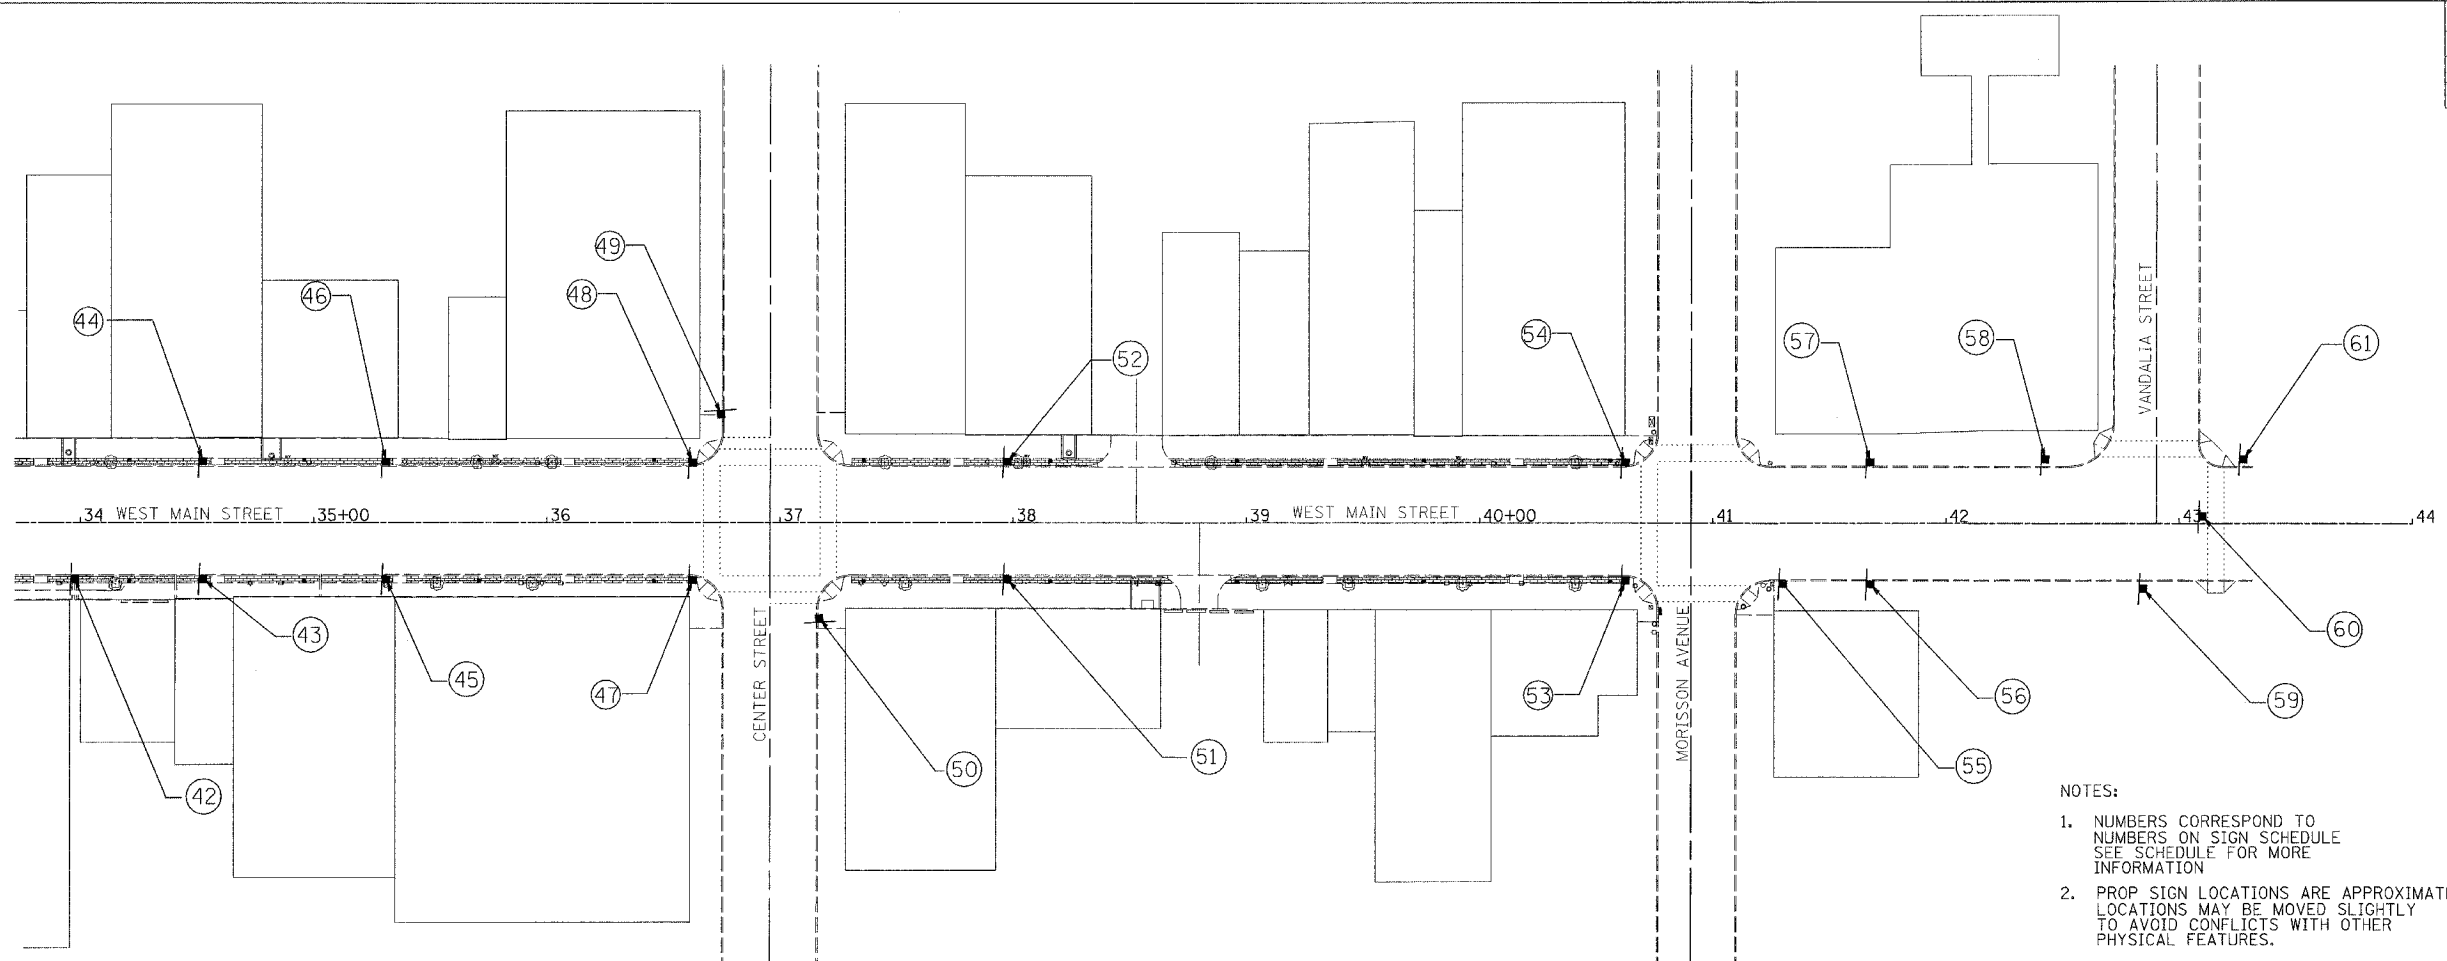 49
48
46
44
52
54
57
58
61
VANDALIA STREET
34 WEST MAIN STREET 35+00 36 37 38 39 WEST MAIN STREET 40+00 41 42 43 44
43
45
47
42
CENTER STREET
50
51
53
MORISSON AVENUE
55
56
59
60
NOTES:
1. NUMBERS CORRESPOND TO
NUMBERS ON SIGN SCHEDULE
SEE SCHEDULE FOR MORE
INFORMATION
2. PROP SIGN LOCATIONS ARE APPROXIMAT
LOCATIONS MAY BE MOVED SLIGHTLY
TO AVOID CONFLICTS WITH OTHER
PHYSICAL FEATURES.